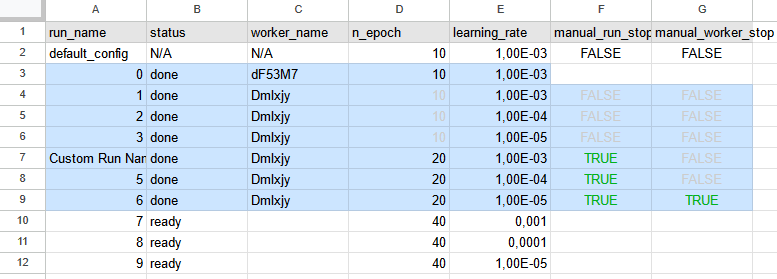 A B C D E F G
1 run_name status worker_name n_epoch learning_rate manual_run_stop manual_worker_stop
2 default_config N/A N/A 10 1,00E-03 FALSE FALSE
3 0 done dF53M7 10 1,00E-03
4 1 done Dmlxjy 10 1,00E-03 FALSE FALSE
5 2 done Dmlxjy 10 1,00E-04 FALSE FALSE
6 3 done Dmlxjy 10 1,00E-05 FALSE FALSE
7 Custom Run Nar done Dmlxjy 20 1,00E-03 TRUE FALSE
8 5 done Dmlxjy 20 1,00E-04 TRUE FALSE
9 6 done Dmlxjy 20 1,00E-05 TRUE TRUE
10 7 ready 40 0,001
11 8 ready 40 0,0001
12 9 ready 40 1,00E-05